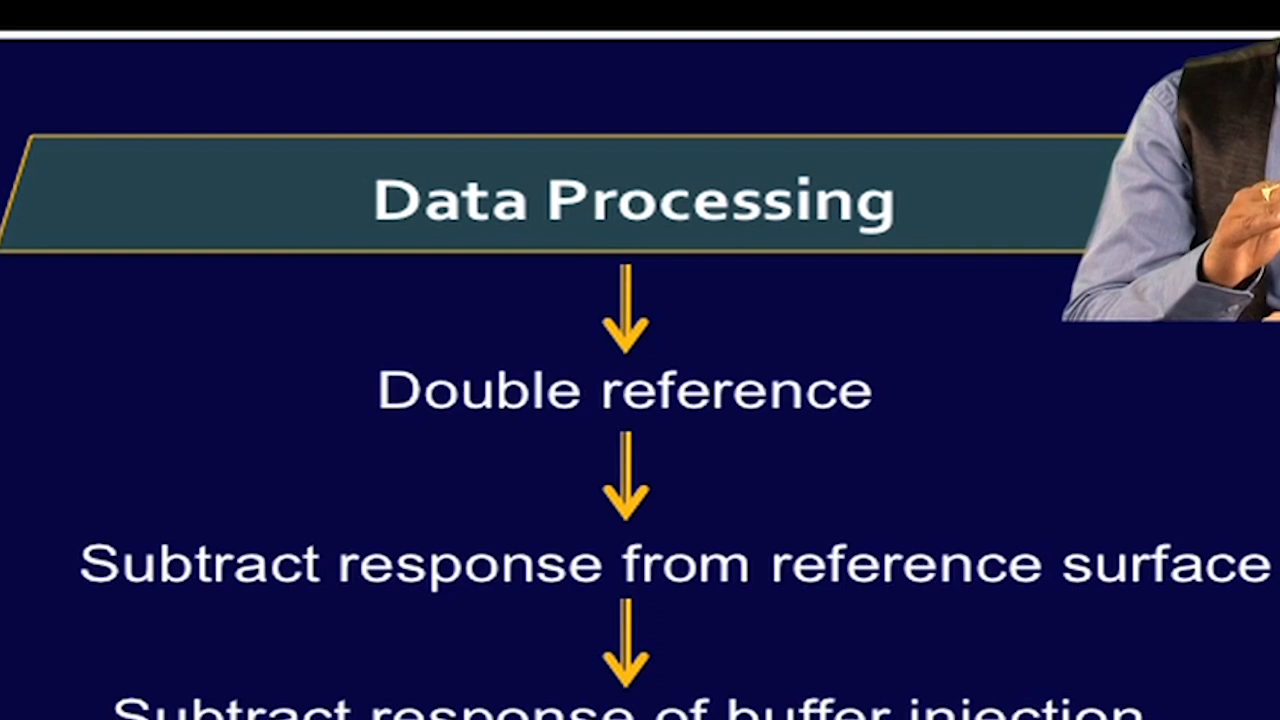 Data Processing
Double reference
Subtract response from reference surface
Subtract response of buffer injection